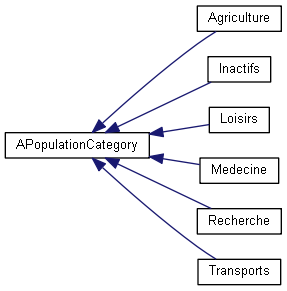 Agriculture
Inactifs
Loisirs
APopulationCategory
Medecine
Recherche
Transports